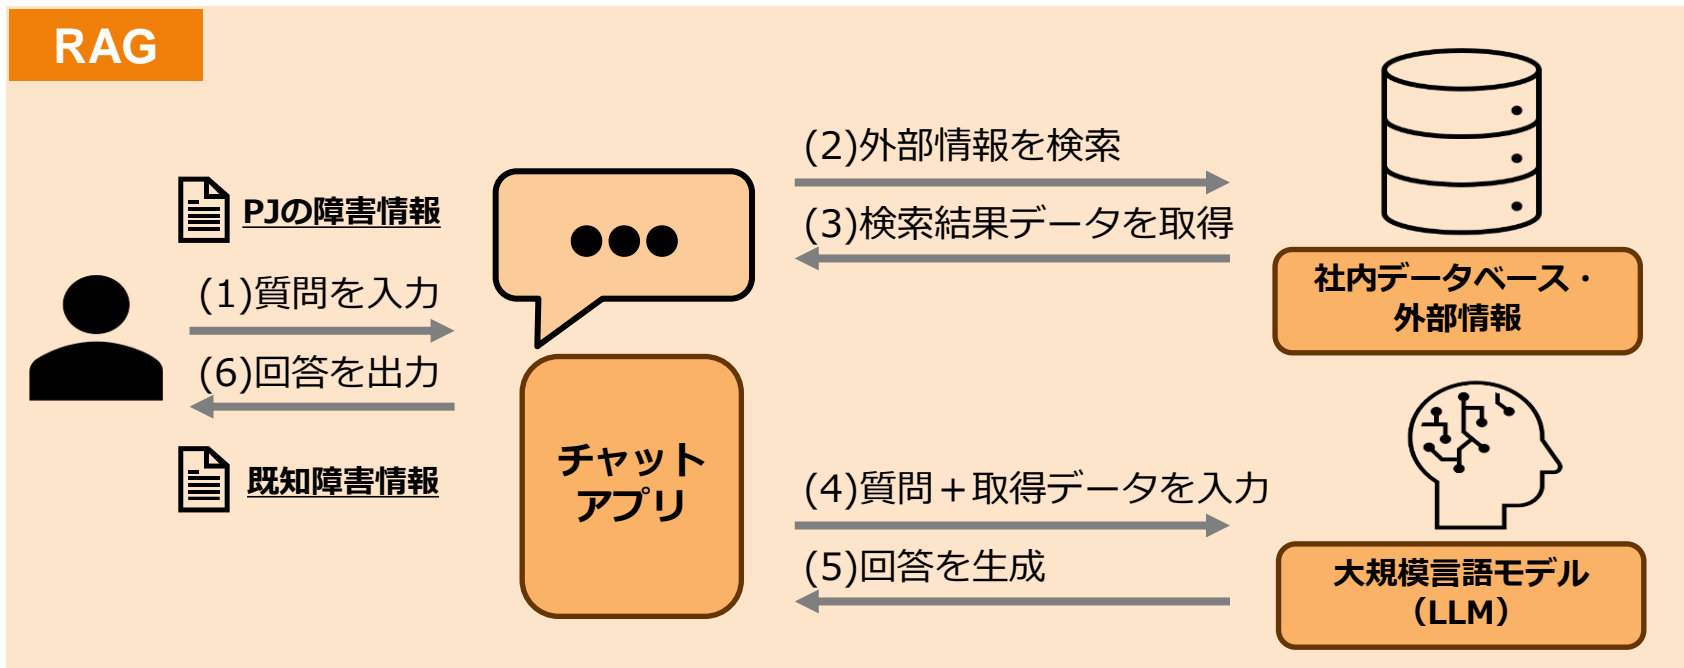 RAG
(2)外部情報を検索
PJの障害情報
(3)検索結果データを取得
(1)質問を入力
社内データベース・
外部情報
(6)回答を出力
チャット
アプリ
既知障害情報
(4)質問＋取得データを入力
(5)回答を生成
大規模言語モデル
（LLM）